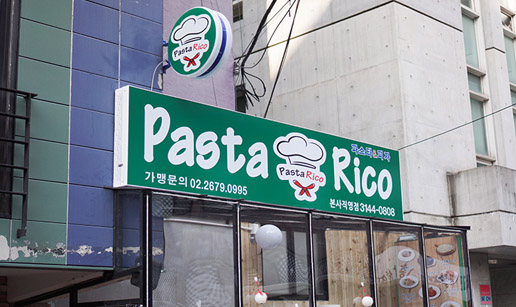 Pasta Rico
Pasta Rico
Pasta Rico
파스타&피자
가맹문의 02.2679.0995
본사직영점 3144-0808